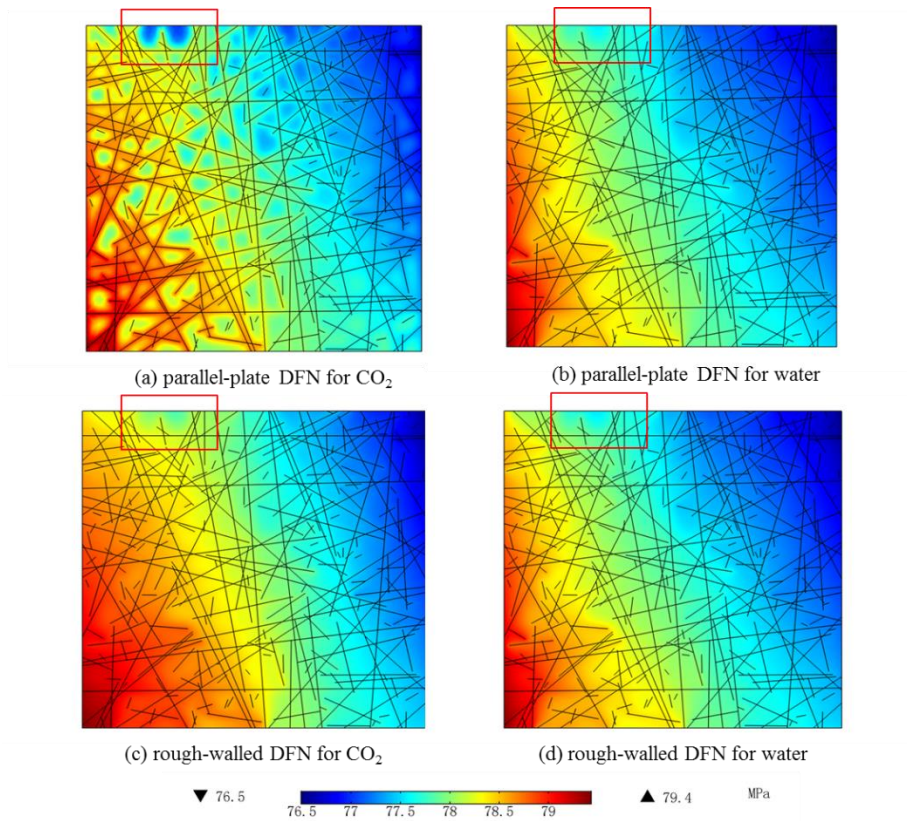 (a) parallel-plate DFN for CO₂
(b) parallel-plate DFN for water
(c) rough-walled DFN for CO₂
(d) rough-walled DFN for water
▼ 76.5
76.5 77 77.5 78 78.5 79
▲ 79.4
MPa